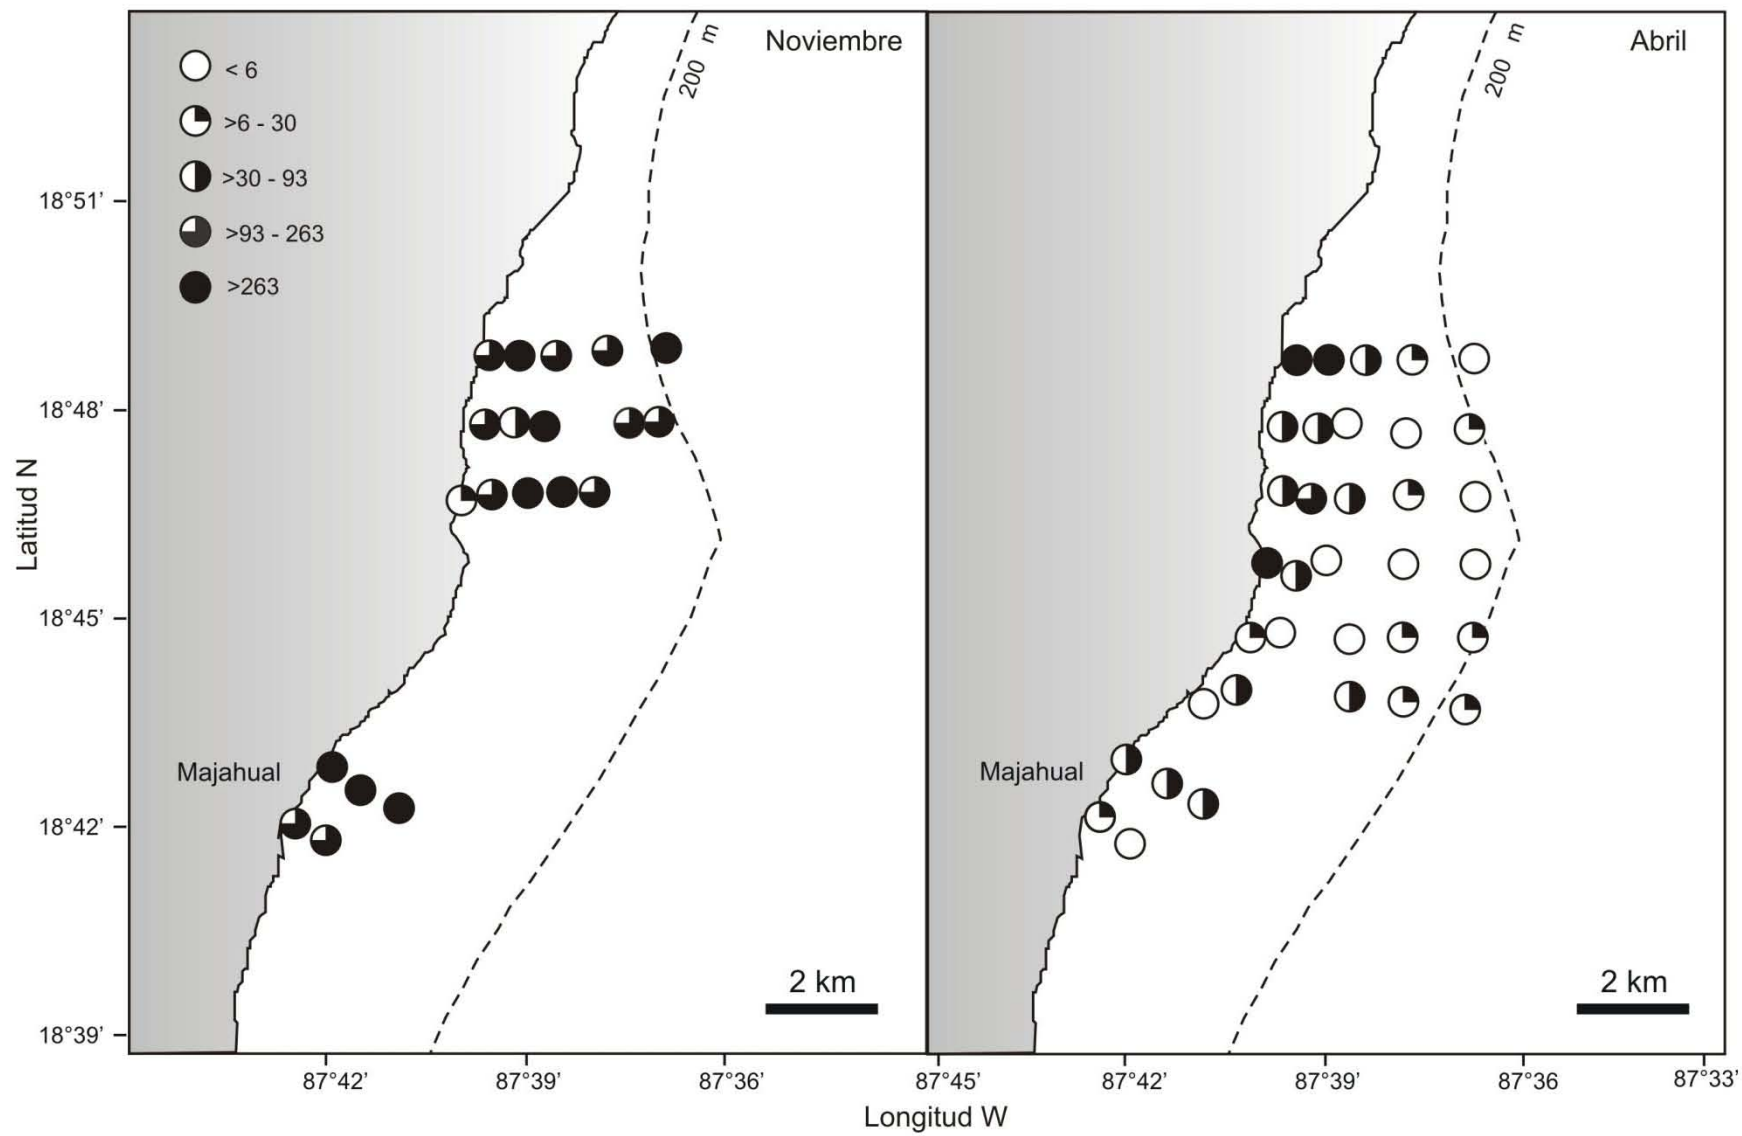 Noviembre
Abril
200 m
200 m
< 6
>6 - 30
>30 - 93
>93 - 263
>263
18°51’
18°48’
18°45’
18°42’
18°39’
Latitud N
Majahual
Majahual
2 km
2 km
87°42’
87°39’
87°36’
87°45’
87°42’
87°39’
87°36
87°33’
Longitud W